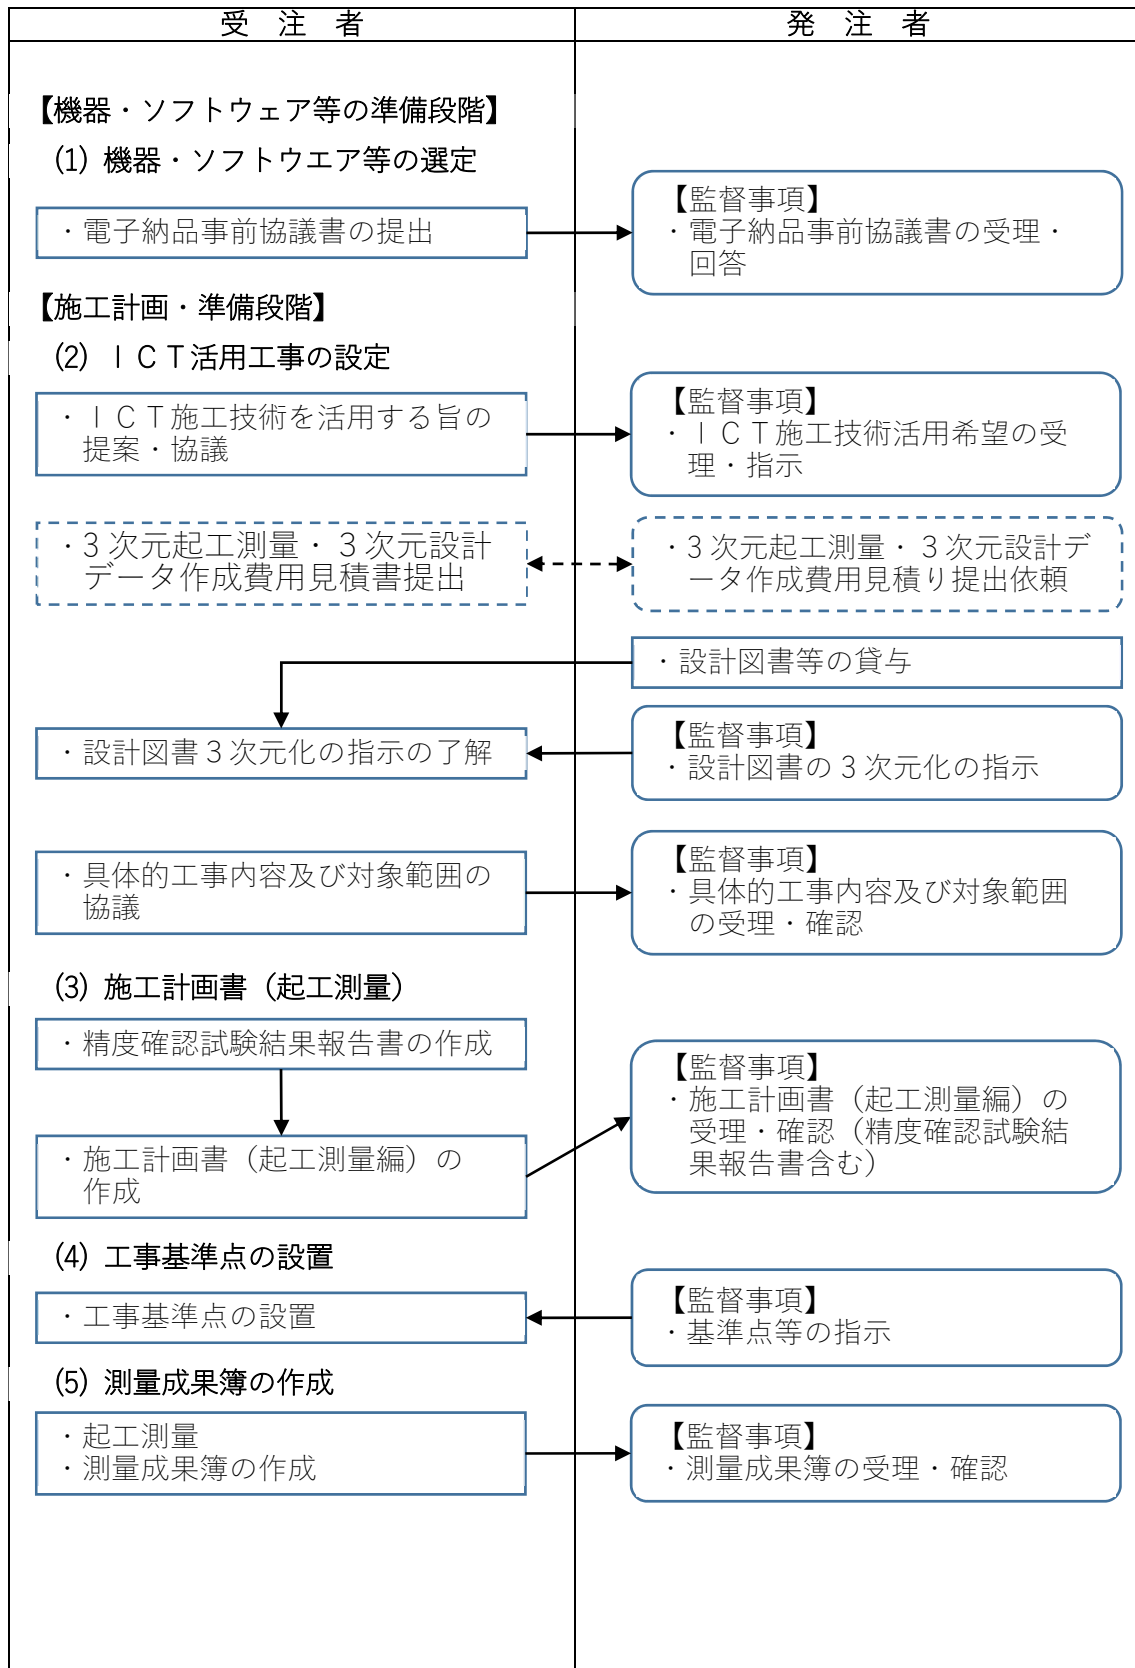 受　注　者
発　注　者
【機器・ソフトウェア等の準備段階】
(1) 機器・ソフトウエア等の選定
・電子納品事前協議書の提出
【監督事項】
・電子納品事前協議書の受理・
回答
【施工計画・準備段階】
(2) ＩＣＴ活用工事の設定
・ＩＣＴ施工技術を活用する旨の
提案・協議
【監督事項】
・ＩＣＴ施工技術活用希望の受
理・指示
・3 次元起工測量・３次元設計
データ作成費用見積書提出
・3 次元起工測量・３次元設計デ
ータ作成費用見積り提出依頼
・設計図書等の貸与
・設計図書３次元化の指示の了解
【監督事項】
・設計図書の３次元化の指示
・具体的工事内容及び対象範囲の
協議
【監督事項】
・具体的工事内容及び対象範囲
の受理・確認
(3) 施工計画書（起工測量）
・精度確認試験結果報告書の作成
・施工計画書（起工測量編）の
作成
【監督事項】
・施工計画書（起工測量編）の
受理・確認（精度確認試験結
果報告書含む）
(4) 工事基準点の設置
・工事基準点の設置
【監督事項】
・基準点等の指示
(5) 測量成果簿の作成
・起工測量
・測量成果簿の作成
【監督事項】
・測量成果簿の受理・確認